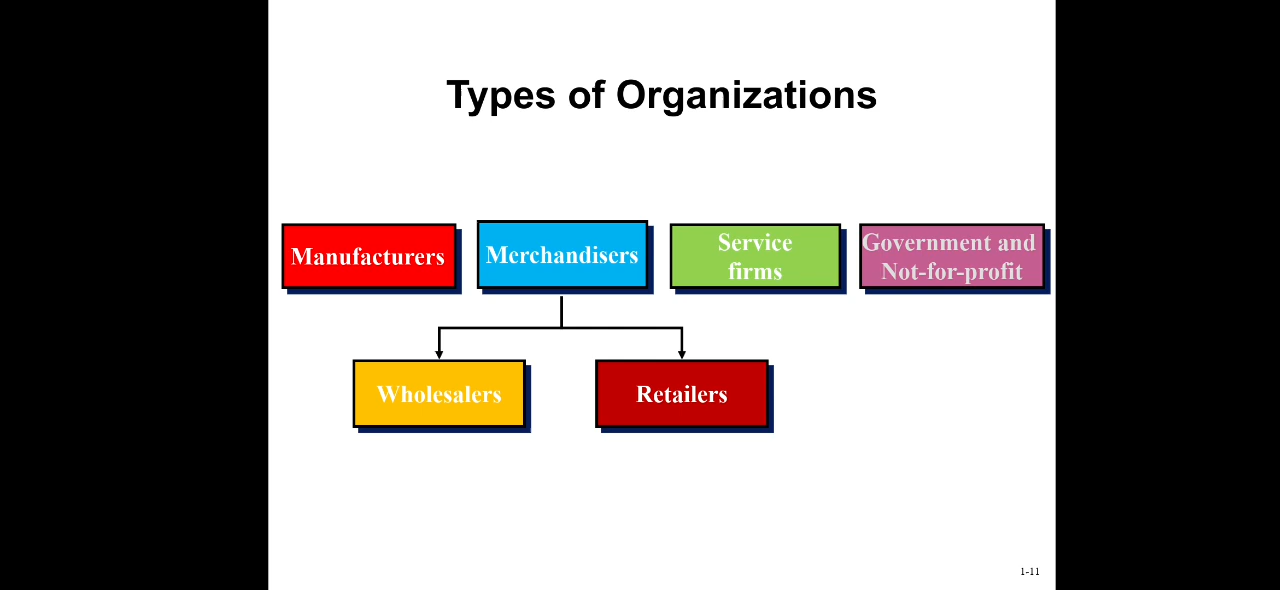 Types of Organizations
Manufacturers
Merchandisers
Service
firms
Government and
Not-for-profit
Wholesalers
Retailers
1-11